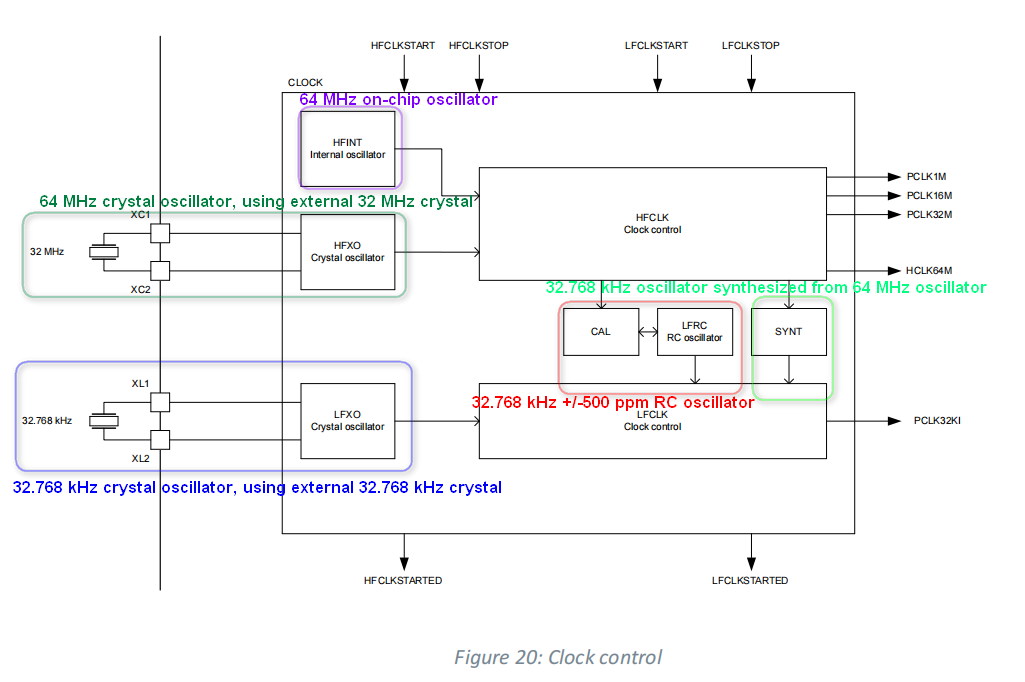 HFCLKSTART HFCLKSTOP LFCLKSTART LFCLKSTOP
CLOCK
64 MHz on-chip oscillator
HFINT
Internal oscillator
PCLK1M
PCLK16M
PCLK32M
64 MHz crystal oscillator, using external 32 MHz crystal
XC1
HFCLK
Clock control
HFXO
Crystal oscillator
32 MHz
HCLK64M
XC2
32.768 kHz oscillator synthesized from 64 MHz oscillator
CAL
LFRC
RC oscillator
SYNT
XL1
32.768 kHz +/-500 ppm RC oscillator
LFXO
Crystal oscillator
LFCLK
Clock control
32.768 kHz
PCLK32KI
XL2
32.768 kHz crystal oscillator, using external 32.768 kHz crystal
HFCLKSTARTED LFCLKSTARTED
Figure 20: Clock control